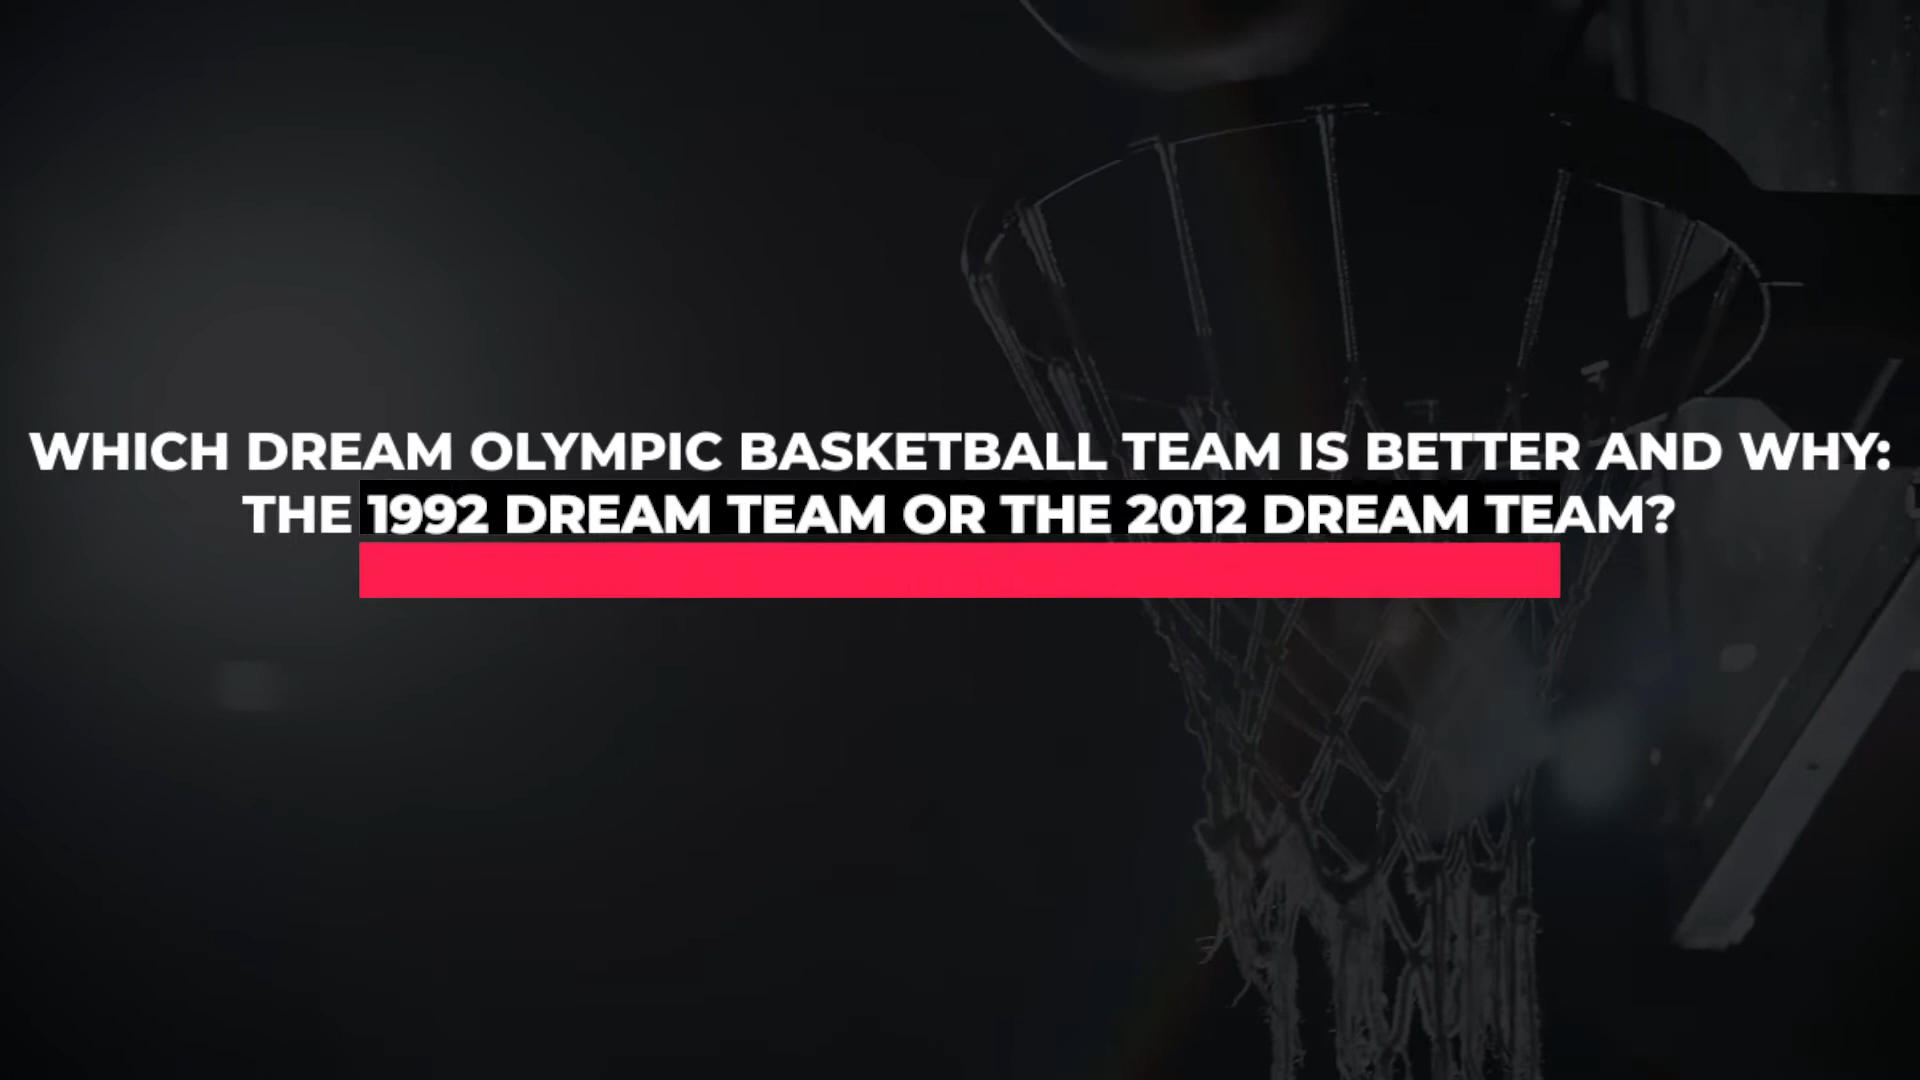 WHICH DREAM OLYMPIC BASKETBALL TEAM IS BETTER AND WHY:
THE 1992 DREAM TEAM OR THE 2012 DREAM TEAM?